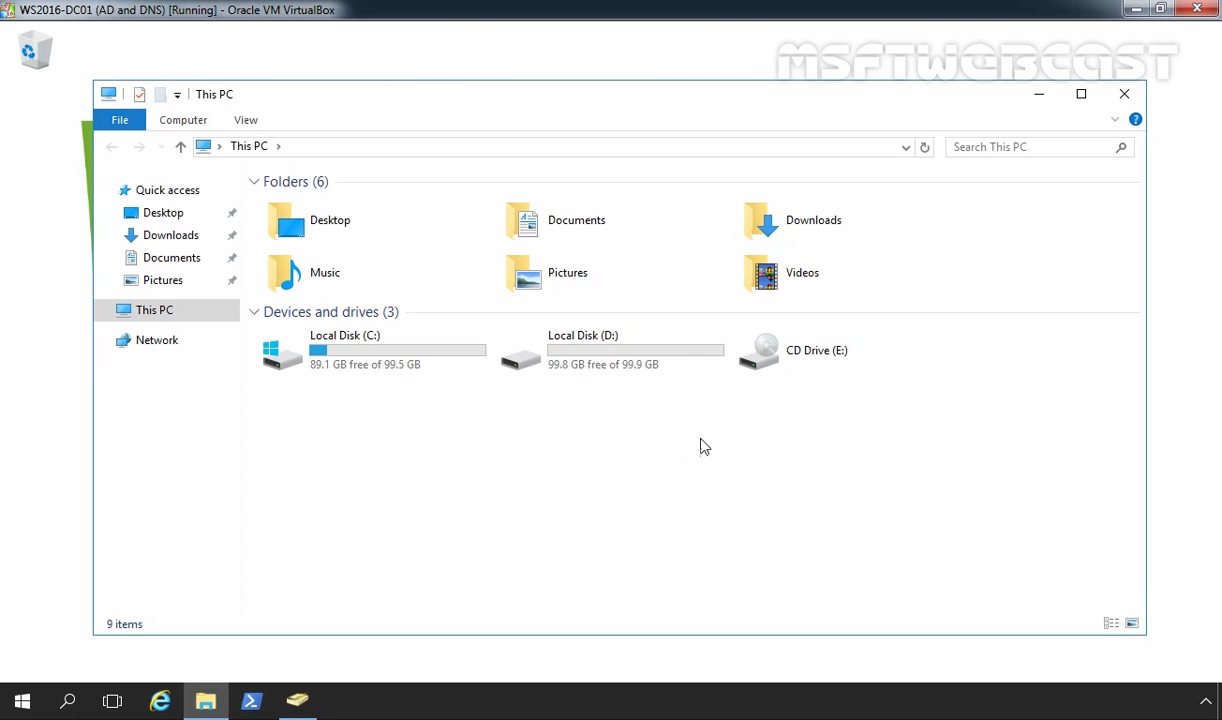 WS2016-DC01 (AD and DNS) [Running] - Oracle VM VirtualBox
MSFTWEBCAST
This PC
File Computer View
This PC
Search This PC
Quick access
Desktop
Downloads
Documents
Pictures
This PC
Network
Folders (6)
Desktop
Documents
Downloads
Music
Pictures
Videos
Devices and drives (3)
Local Disk (C:)
89.1 GB free of 99.5 GB
Local Disk (D:)
99.8 GB free of 99.9 GB
CD Drive (E:)
9 items